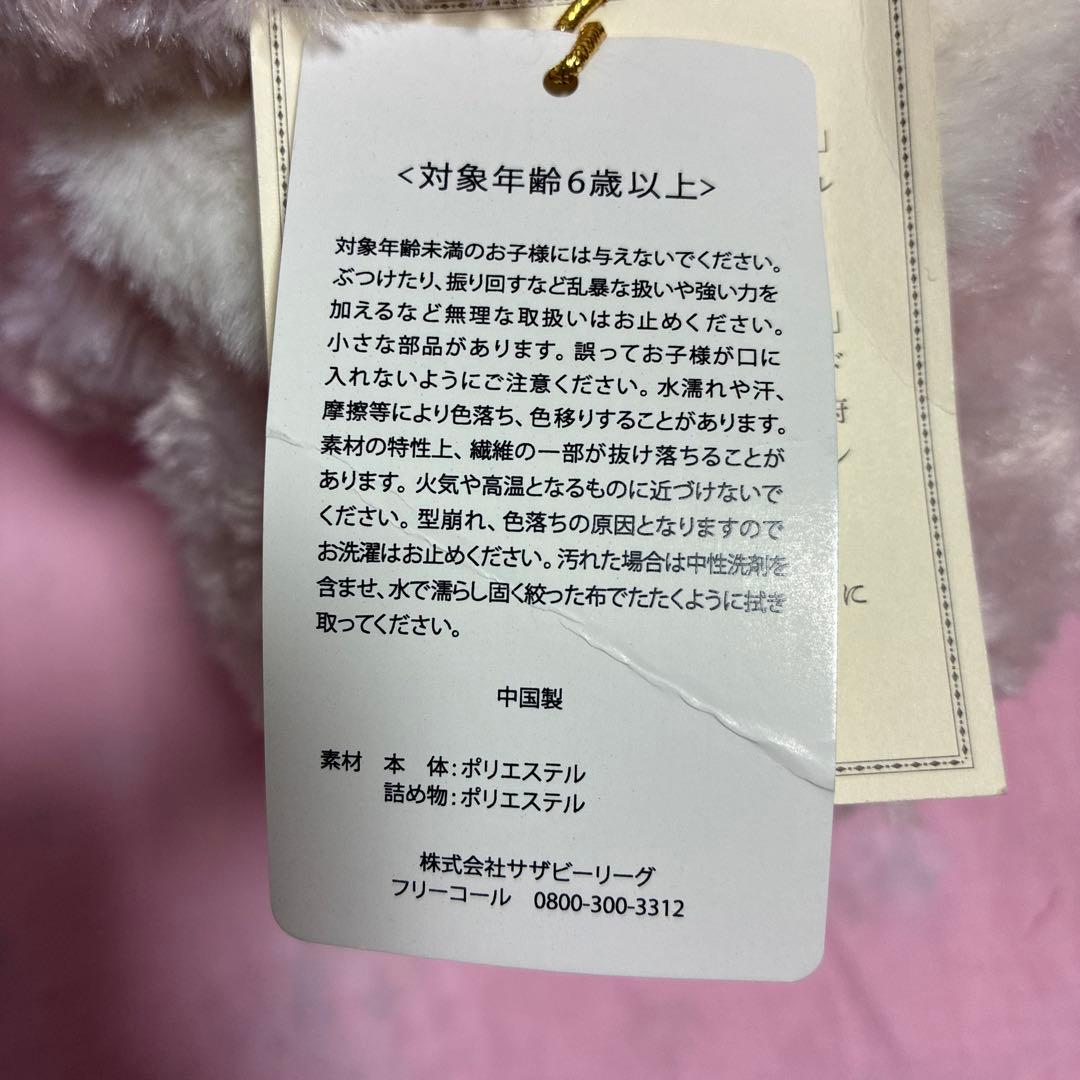 <対象年齢6歳以上>
対象年齢未満のお子様には与えないでください。
ぶつけたり、振り回すなど乱暴な扱いや強い力を
加えるなど無理な取扱いはお止めください。
小さな部品があります。誤ってお子様が口に
入れないようにご注意ください。水濡れや汗、
摩擦等により色落ち、色移りすることがあります。
素材の特性上、繊維の一部が抜け落ちることが
あります。火気や高温となるものに近づけないで
ください。型崩れ、色落ちの原因となりますので
お洗濯はお止めください。汚れた場合は中性洗剤を
含ませ、水で濡らし固く絞った布でたたくように拭き
取ってください。
中国製
素材 本 体:ポリエステル
詰め物:ポリエステル
株式会社サザビーリーグ
フリーコール 0800-300-3312
に